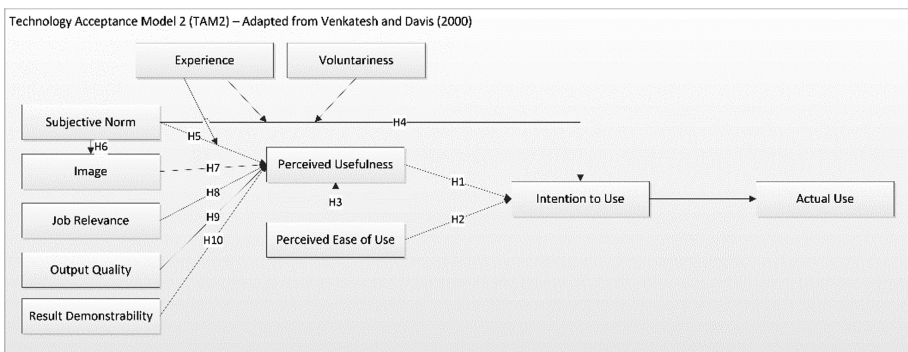 Technology Acceptance Model 2 (TAM2) – Adapted from Venkatesh and Davis (2000)
Experience
Voluntariness
Subjective Norm
H4
H5
H6
Image
H7
Perceived Usefulness
H1
H8
H3
Intention to Use
Actual Use
Job Relevance
H9
H2
H10
Perceived Ease of Use
Output Quality
Result Demonstrability